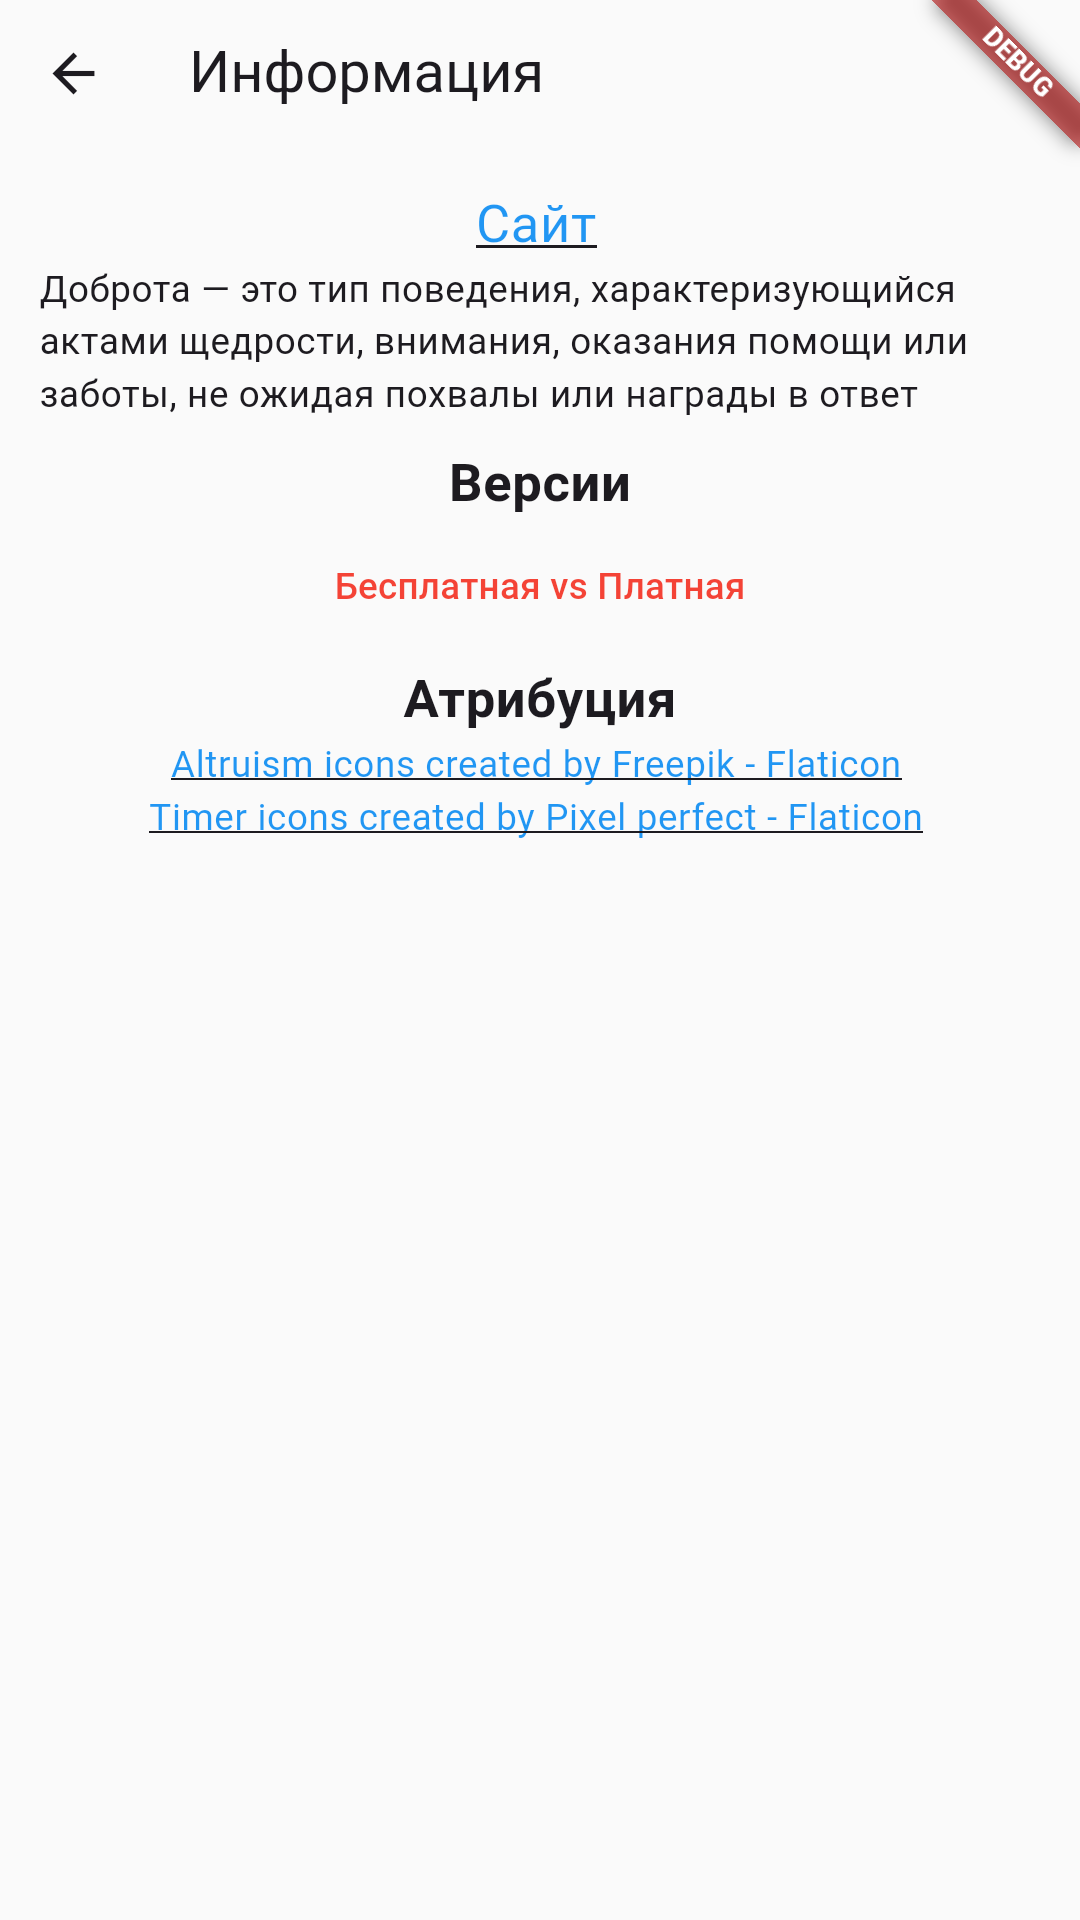 Информация
DEBUG
Сайт
Доброта — это тип поведения, характеризующийся
актами щедрости, внимания, оказания помощи или
заботы, не ожидая похвалы или награды в ответ
Версии
Бесплатная vs Платная
Атрибуция
Altruism icons created by Freepik - Flaticon
Timer icons created by Pixel perfect - Flaticon